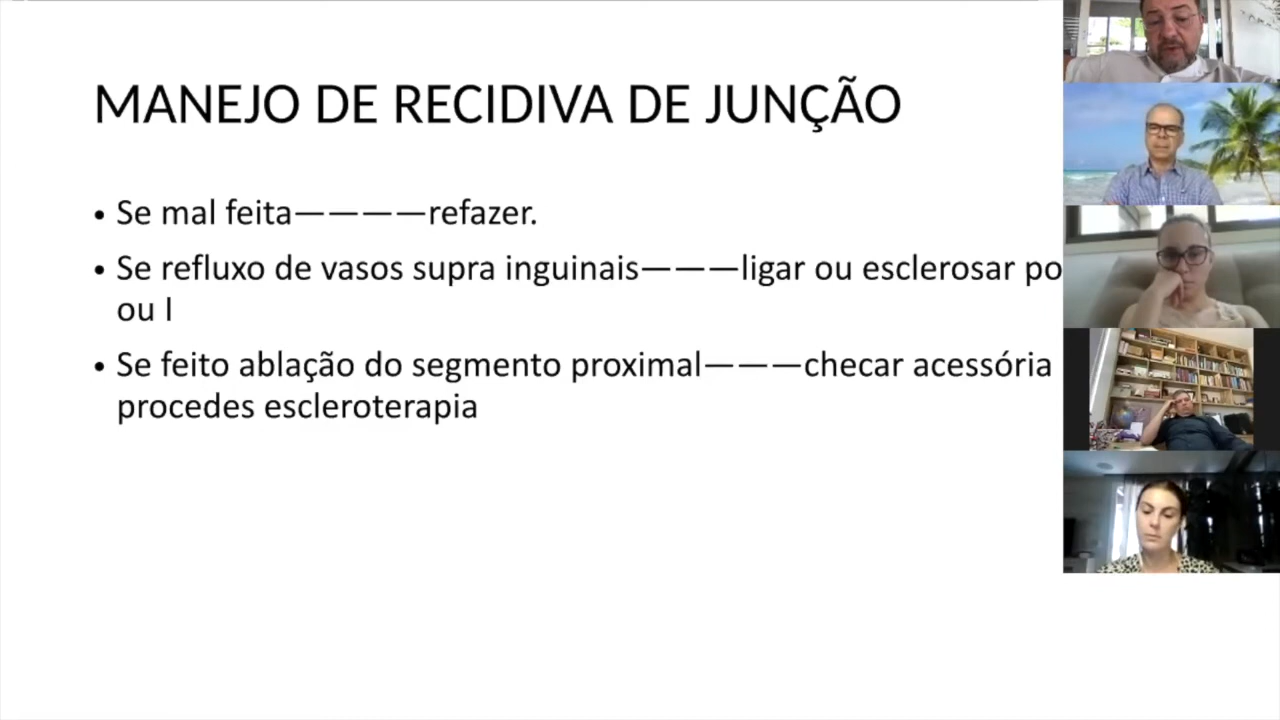 MANEJO DE RECIDIVA DE JUNÇÃO
• Se mal feita————refazer.
• Se refluxo de vasos supra inguinais———ligar ou esclerosar po
ou I
• Se feito ablação do segmento proximal———checar acessória
procedes escleroterapia